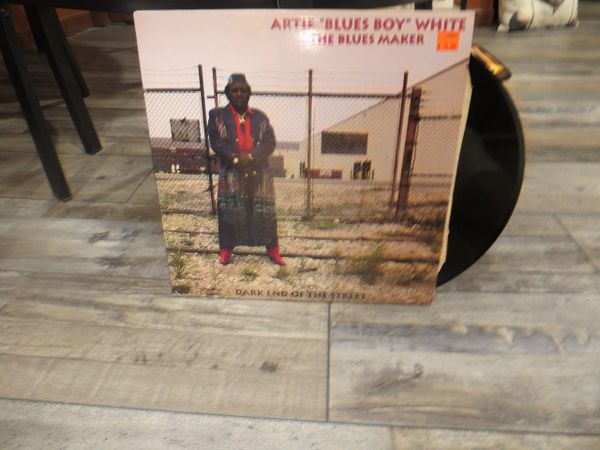 ARTIE "BLUES BOY" WHITE
THE BLUES MAKER
DARK END OF THE STREET